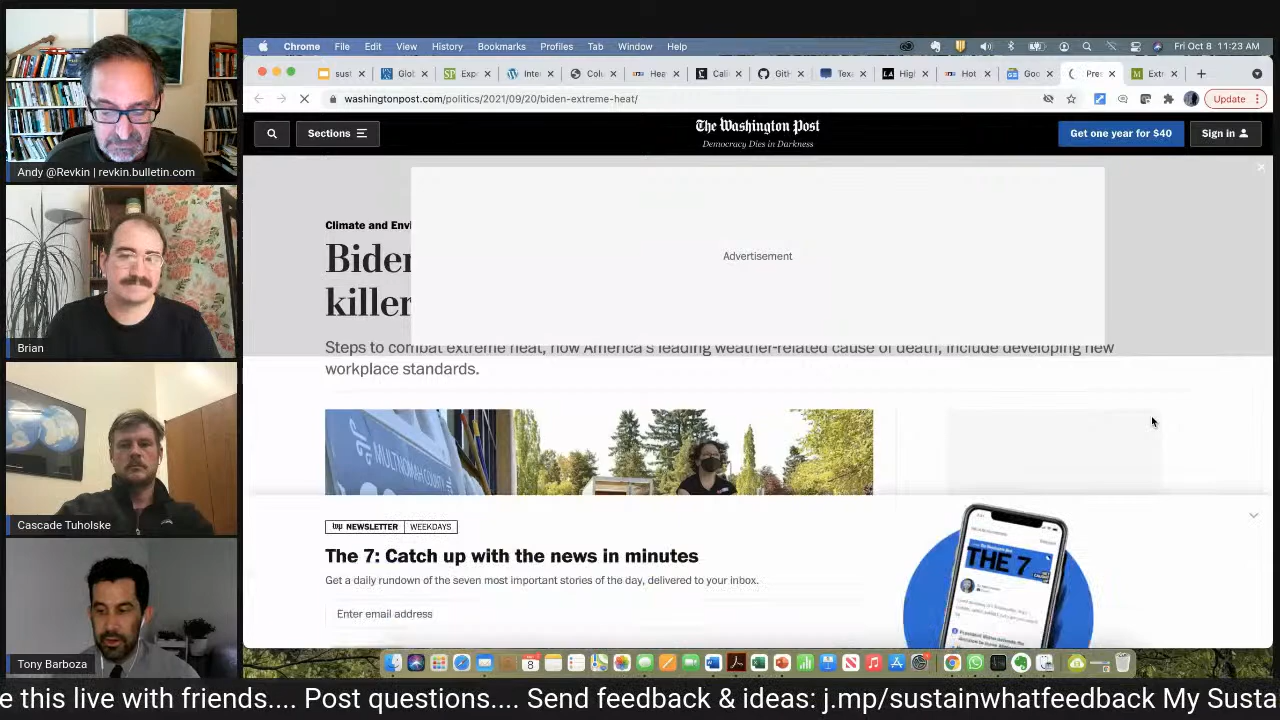 Andy @Revkin | revkin.bulletin.com
Brian
Cascade Tuholske
Tony Barboza
Chrome File Edit View History Bookmarks Profiles Tab Window Help
11:23 AM
washingtonpost.com/politics/2021/09/20/biden-extreme-heat/
Update
Sections
The Washington Post
Democracy Dies in Darkness
Get one year for $40
Sign in
Climate and Envi
Advertisement
Biden
killer
Steps to combat extreme heat, now America's leading weather-related cause of death, include developing new
workplace standards.
MULTNOMAH COUNTY
wp NEWSLETTER WEEKDAYS
The 7: Catch up with the news in minutes
Get a daily rundown of the seven most important stories of the day, delivered to your inbox.
Enter email address
THE 7
e this live with friends.... Post questions.... Send feedback & ideas: j.mp/sustainwhatfeedback My Susta